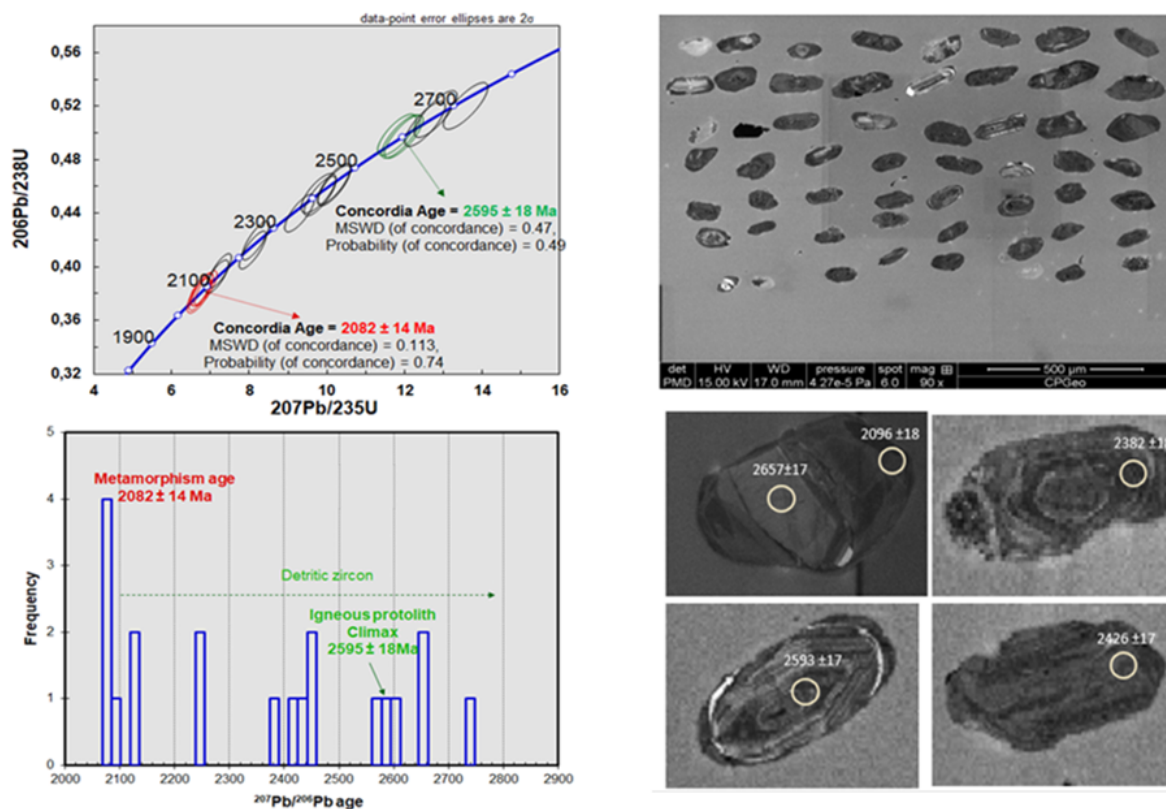 data-point error ellipses are 2σ
0,56
0,52
0,48
0,44
0,40
0,36
0,32
206Pb/238U
2700
2500
2300
2100
1900
Concordia Age = 2595 ± 18 Ma
MSWD (of concordance) = 0.47,
Probability (of concordance) = 0.49
Concordia Age = 2082 ± 14 Ma
MSWD (of concordance) = 0.113,
Probability (of concordance) = 0.74
4 6 8 10 12 14 16
207Pb/235U
det HV WD pressure spot mag ⊞ 500 µm
PMD 15.00 kV 17.0 mm 4.27e-5 Pa 6.0 90 x CPGeo
5
4
3
2
1
0
Frequency
Metamorphism age
2082 ± 14 Ma
Detritic zircon
Igneous protolith
Climax
2595 ± 18Ma
2000 2100 2200 2300 2400 2500 2600 2700 2800 2900
²⁰⁷Pb/²⁰⁶Pb age
2096 ±18
2657±17
2593 ±17
2426 ±17